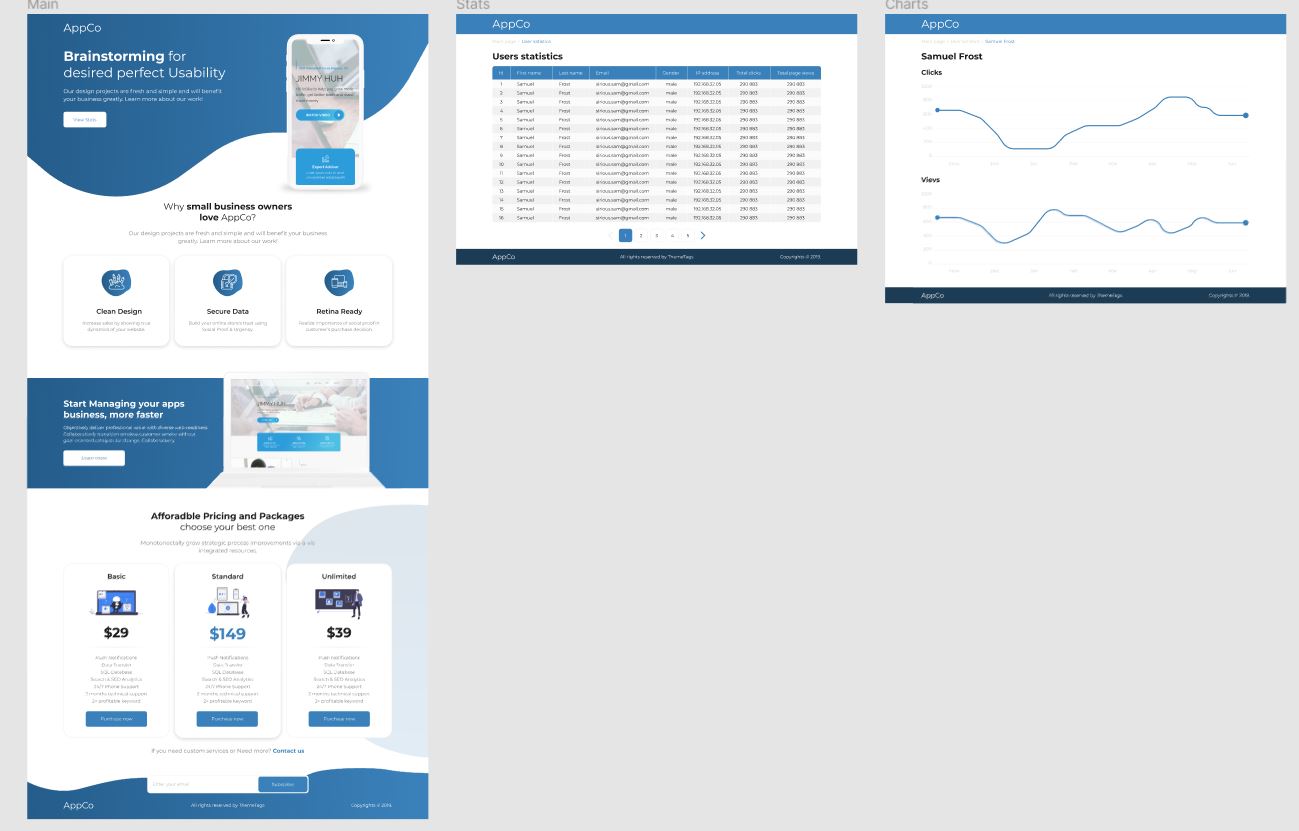 Main
AppCo
Brainstorming for
desired perfect Usability
Our design projects are fresh and simple and will benefit
your business greatly. Learn more about our work!
View Stats
JIMMY HUH
WATCH VIDEO
Expert Advisor
Why small business owners
love AppCo?
Our design projects are fresh and simple and will benefit your business
greatly. Learn more about our work!
Clean Design
Increase sales by showing true
dynamics of your website.
Secure Data
Build your online store's trust using
Social Proof & Urgency.
Retina Ready
Realize importance of social proof in
customer's purchase decision.
Start Managing your apps
business, more faster
Objectively deliver professional value with diverse web-readiness.
Collaboratively transition wireless customer service without
goal-oriented catalysts for change. Collaboratively.
Learn more
JIMMY HUH
Afforadble Pricing and Packages
choose your best one
Monotonectally grow strategic process improvements via a vis
integrated resources.
Basic
$29
Push Notifications
Data Transfer
SQL Database
Search & SEO Analytics
24/7 Phone Support
3 months technical support
2+ profitable keyword
Purchase now
Standard
$149
Push Notifications
Data Transfer
SQL Database
Search & SEO Analytics
24/7 Phone Support
3 months technical support
2+ profitable keyword
Purchase now
Unlimited
$39
Push Notifications
Data Transfer
SQL Database
Search & SEO Analytics
24/7 Phone Support
3 months technical support
2+ profitable keyword
Purchase now
If you need custom services or Need more? Contact us
Enter your email
Subscribe
AppCo All rights reserved by ThemeTags Copyrights © 2019.
Stats
AppCo
Main page User satistics
Users statistics
Id First name Last name Email Gender IP address Total clicks Total page views
1 Samuel Frost sirious.sam@gmail.com male 192.168.32.05 290 883 290 883
2 Samuel Frost sirious.sam@gmail.com male 192.168.32.05 290 883 290 883
3 Samuel Frost sirious.sam@gmail.com male 192.168.32.05 290 883 290 883
4 Samuel Frost sirious.sam@gmail.com male 192.168.32.05 290 883 290 883
5 Samuel Frost sirious.sam@gmail.com male 192.168.32.05 290 883 290 883
6 Samuel Frost sirious.sam@gmail.com male 192.168.32.05 290 883 290 883
7 Samuel Frost sirious.sam@gmail.com male 192.168.32.05 290 883 290 883
8 Samuel Frost sirious.sam@gmail.com male 192.168.32.05 290 883 290 883
9 Samuel Frost sirious.sam@gmail.com male 192.168.32.05 290 883 290 883
10 Samuel Frost sirious.sam@gmail.com male 192.168.32.05 290 883 290 883
11 Samuel Frost sirious.sam@gmail.com male 192.168.32.05 290 883 290 883
12 Samuel Frost sirious.sam@gmail.com male 192.168.32.05 290 883 290 883
13 Samuel Frost sirious.sam@gmail.com male 192.168.32.05 290 883 290 883
14 Samuel Frost sirious.sam@gmail.com male 192.168.32.05 290 883 290 883
15 Samuel Frost sirious.sam@gmail.com male 192.168.32.05 290 883 290 883
16 Samuel Frost sirious.sam@gmail.com male 192.168.32.05 290 883 290 883
1 2 3 4 5
AppCo All rights reserved by ThemeTags Copyrights © 2019.
Charts
AppCo
Samuel Frost
Samuel Frost
Clicks
Vievs
AppCo All rights reserved by ThemeTags Copyrights © 2019.